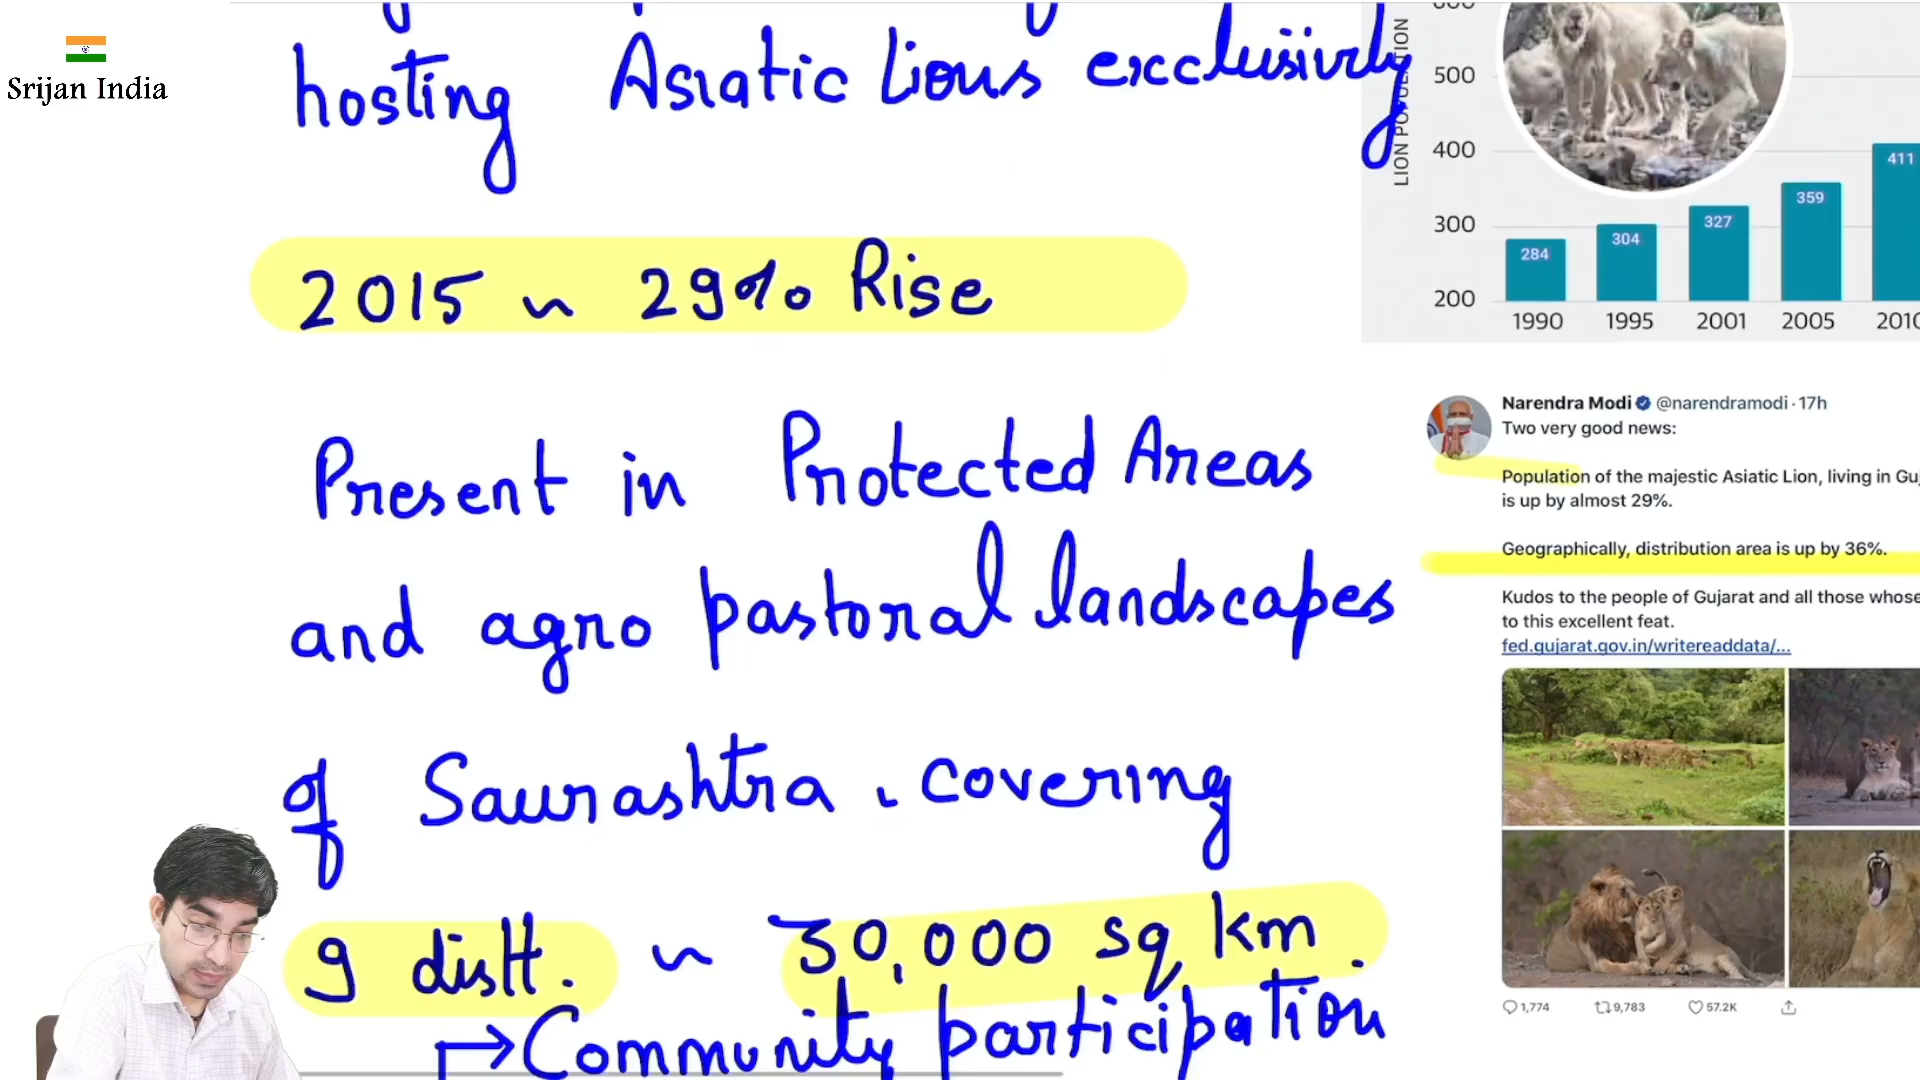 Srijan India
hosting Asiatic Lions exclusively
2015 ~ 29% Rise
Present in Protected Areas
and agro pastoral landscapes
of Saurashtra, covering
9 distt. ~ 30,000 sq km
→ Community participation
LION POPULATION
500
400
300
200
284
304
327
359
411
1990 1995 2001 2005 2010
Narendra Modi @narendramodi · 17h
Two very good news:
Population of the majestic Asiatic Lion, living in Gu
is up by almost 29%.
Geographically, distribution area is up by 36%.
Kudos to the people of Gujarat and all those whose
to this excellent feat.
fed.gujarat.gov.in/writereaddata/...
1,774 9,783 57.2K